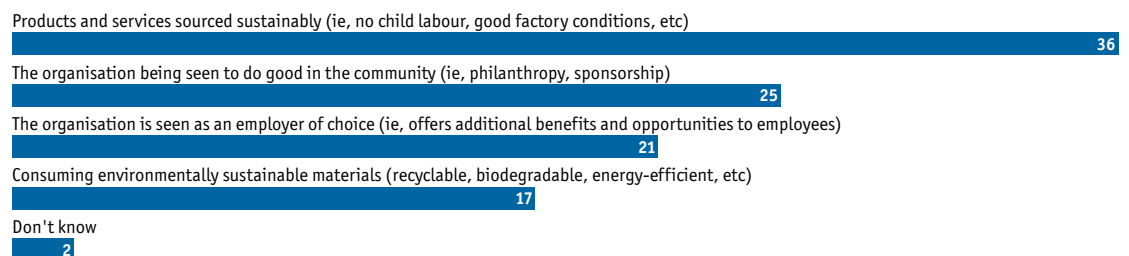 Products and services sourced sustainably (ie, no child labour, good factory conditions, etc)
36
The organisation being seen to do good in the community (ie, philanthropy, sponsorship)
25
The organisation is seen as an employer of choice (ie, offers additional benefits and opportunities to employees)
21
Consuming environmentally sustainable materials (recyclable, biodegradable, energy-efficient, etc)
17
Don't know
2